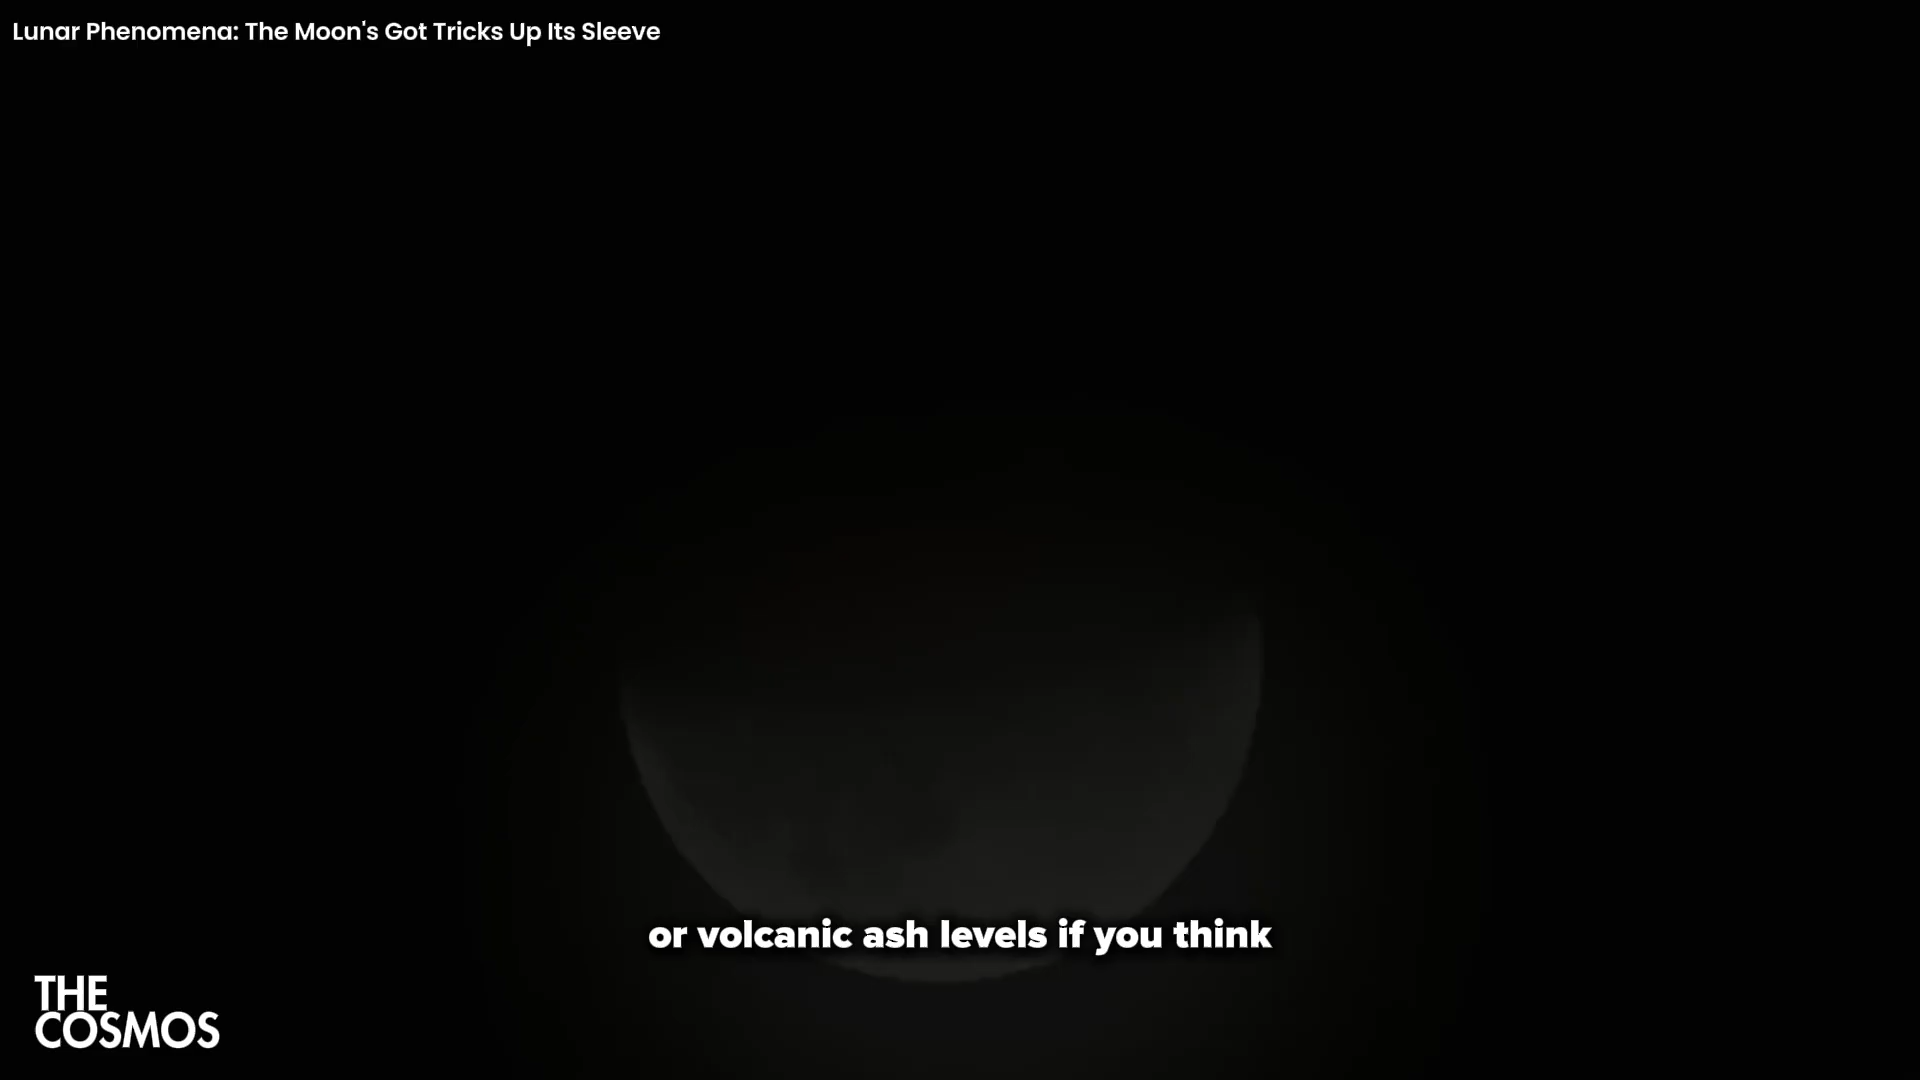 Lunar Phenomena: The Moon's Got Tricks Up Its Sleeve
or volcanic ash levels if you think
THE
COSMOS